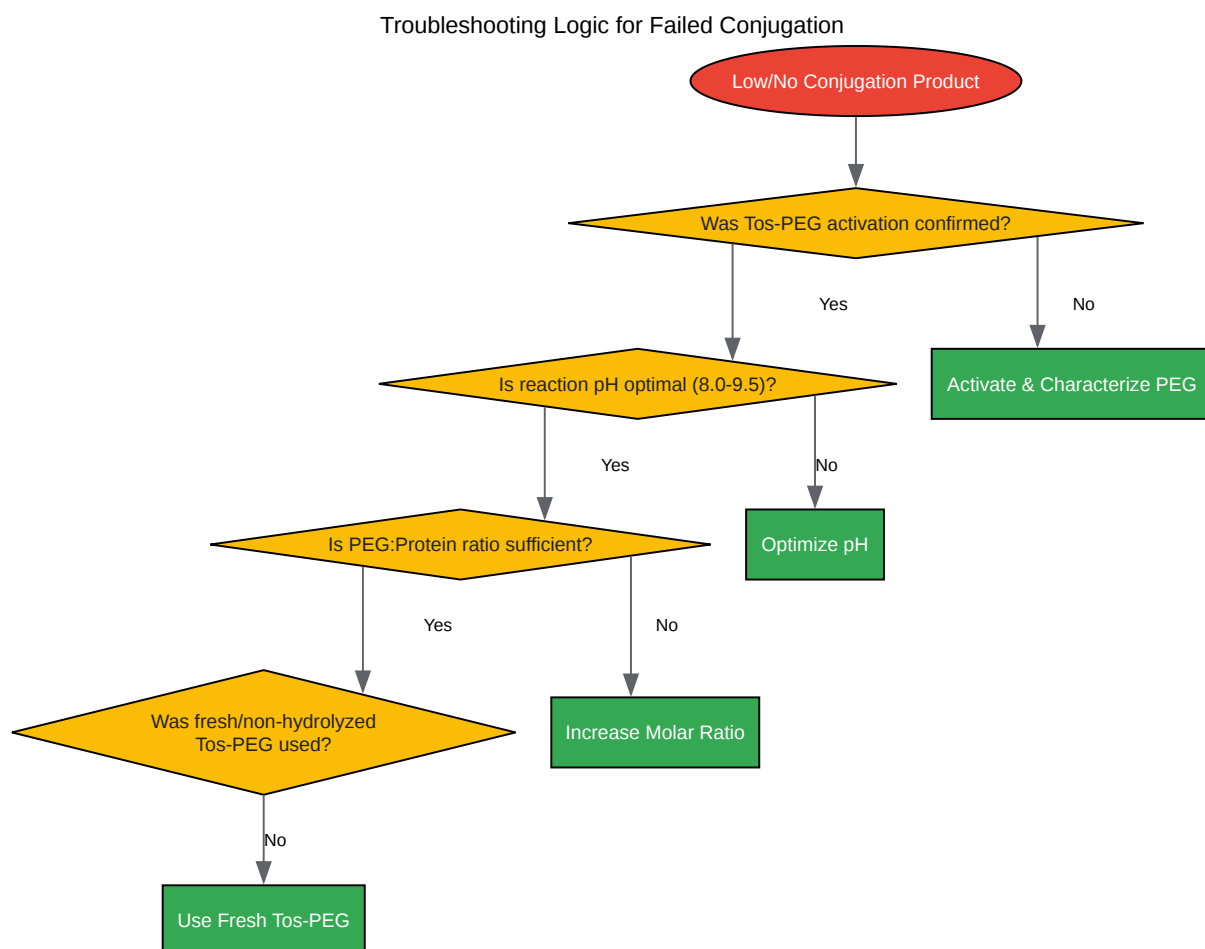 Troubleshooting Logic for Failed Conjugation
Low/No Conjugation Product
Was Tos-PEG activation confirmed?
Yes
No
Is reaction pH optimal (8.0-9.5)?
Activate & Characterize PEG
Yes
No
Is PEG:Protein ratio sufficient?
Optimize pH
Yes
No
Was fresh/non-hydrolyzed
Tos-PEG used?
Increase Molar Ratio
No
Use Fresh Tos-PEG